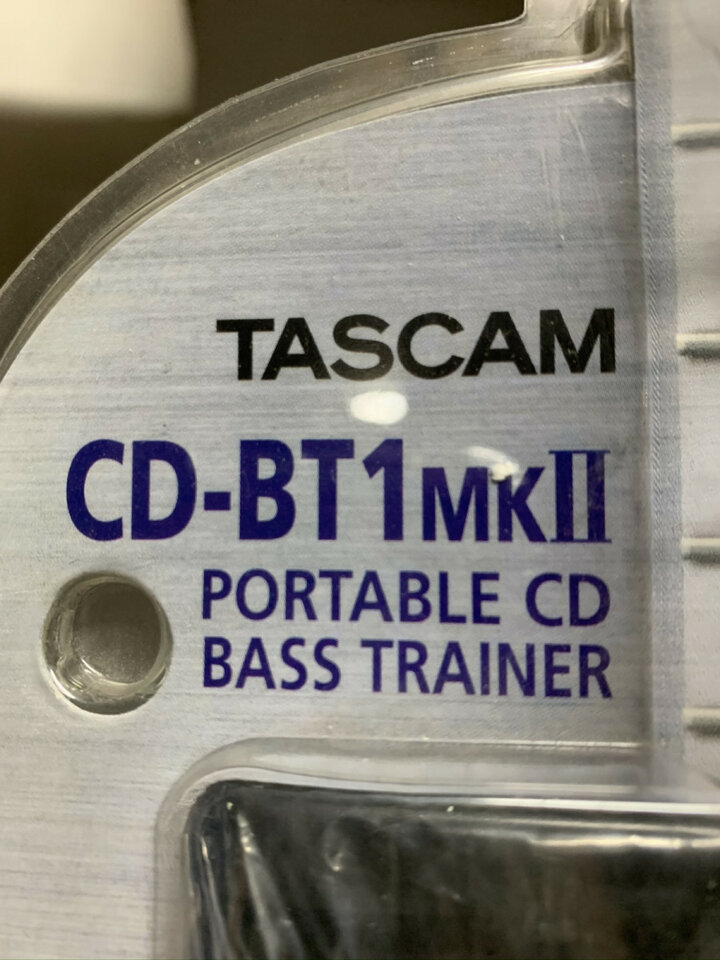 TASCAM
CD-BT1MKII
PORTABLE CD
BASS TRAINER